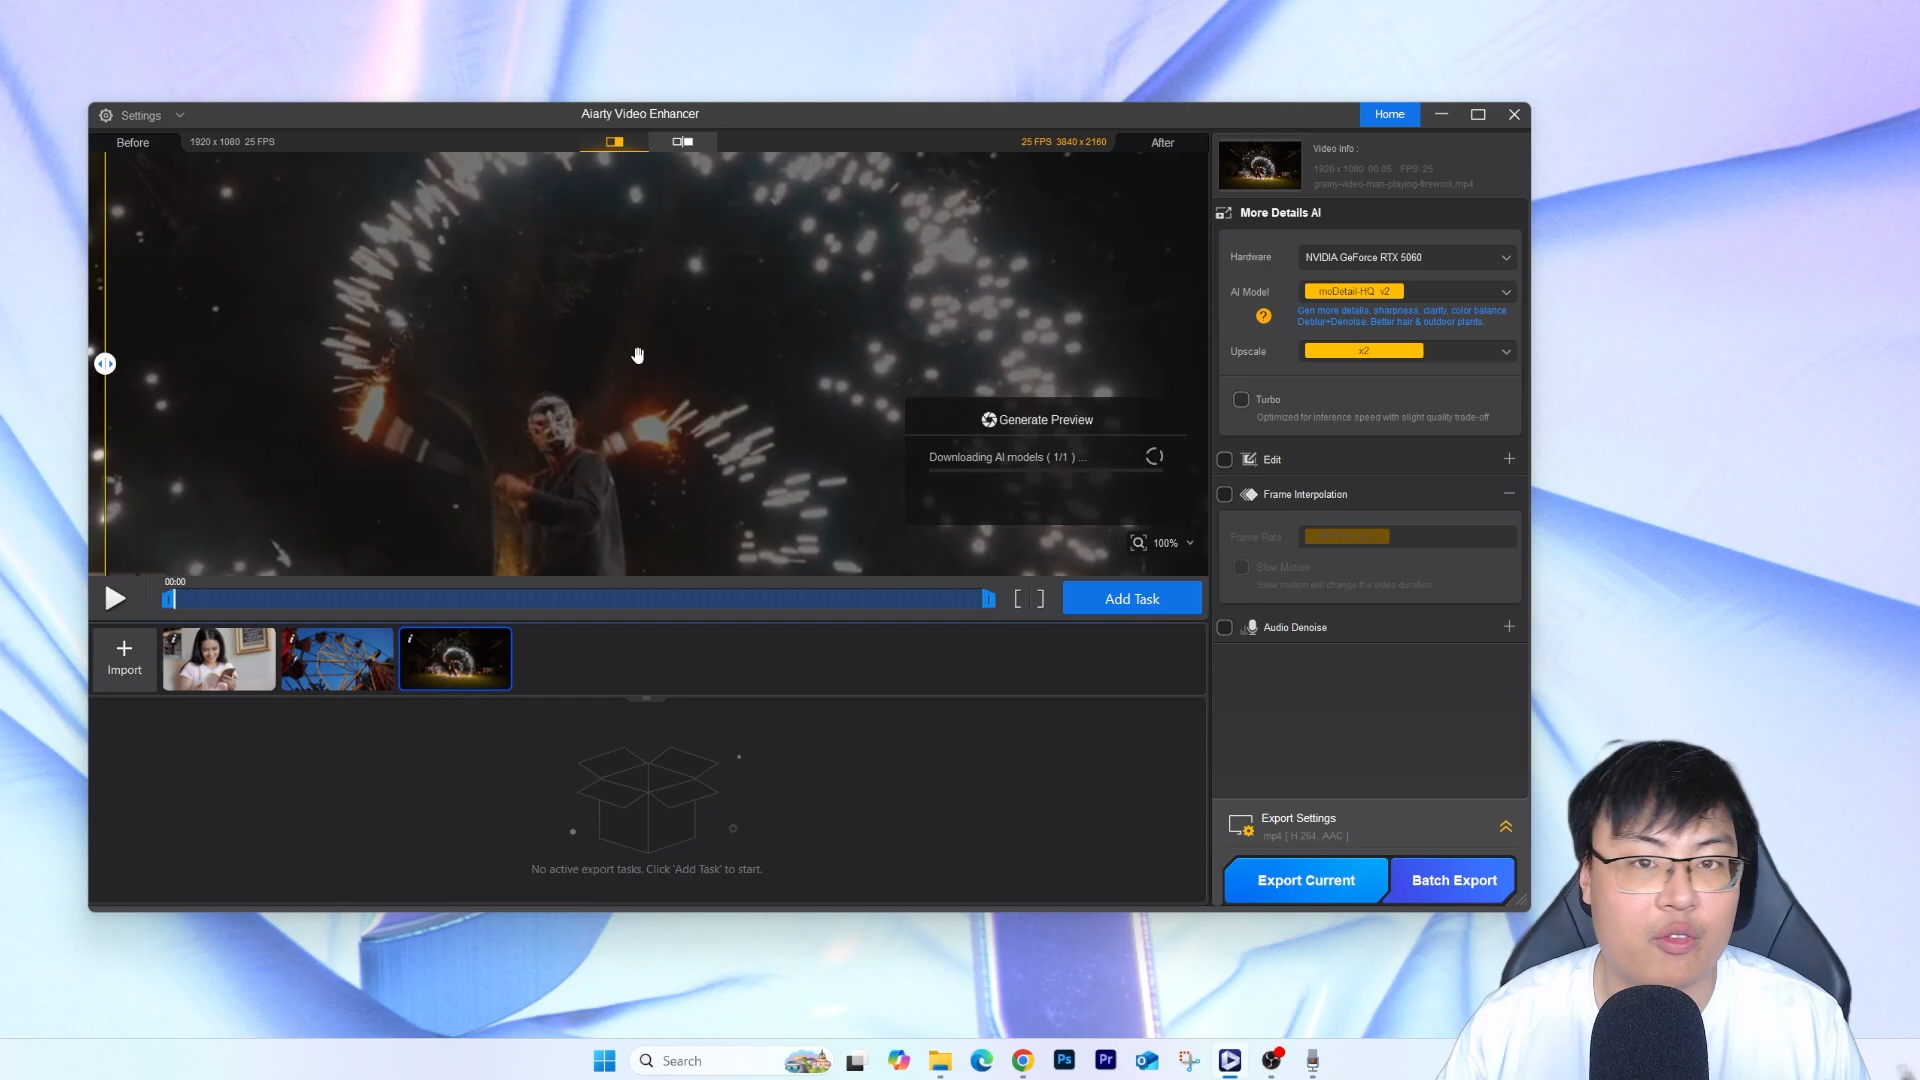 Settings
Aiarty Video Enhancer
Home
Before
1920 x 1080 25 FPS
25 FPS 3840 x 2160
After
Video Info :
1920 x 1080 00:05 FPS: 25
grainy-video-man-playing-firework.mp4
More Details AI
Hardware
NVIDIA GeForce RTX 5060
AI Model
moDetail-HQ v2
?
Gen more details, sharpness, clarity, color balance.
Deblur+Denoise. Better hair & outdoor plants.
Upscale
x2
Turbo
Optimized for inference speed with slight quality trade-off
Generate Preview
Downloading AI models ( 1/1 ) ...
Edit
Frame Interpolation
Frame Rate
Slow Motion
Slow motion will change the video duration
100%
00:00
[ ]
Add Task
Audio Denoise
Import
No active export tasks. Click 'Add Task' to start.
Export Settings
mp4 [ H.264, AAC ]
Export Current
Batch Export
Search
Ps
Pr